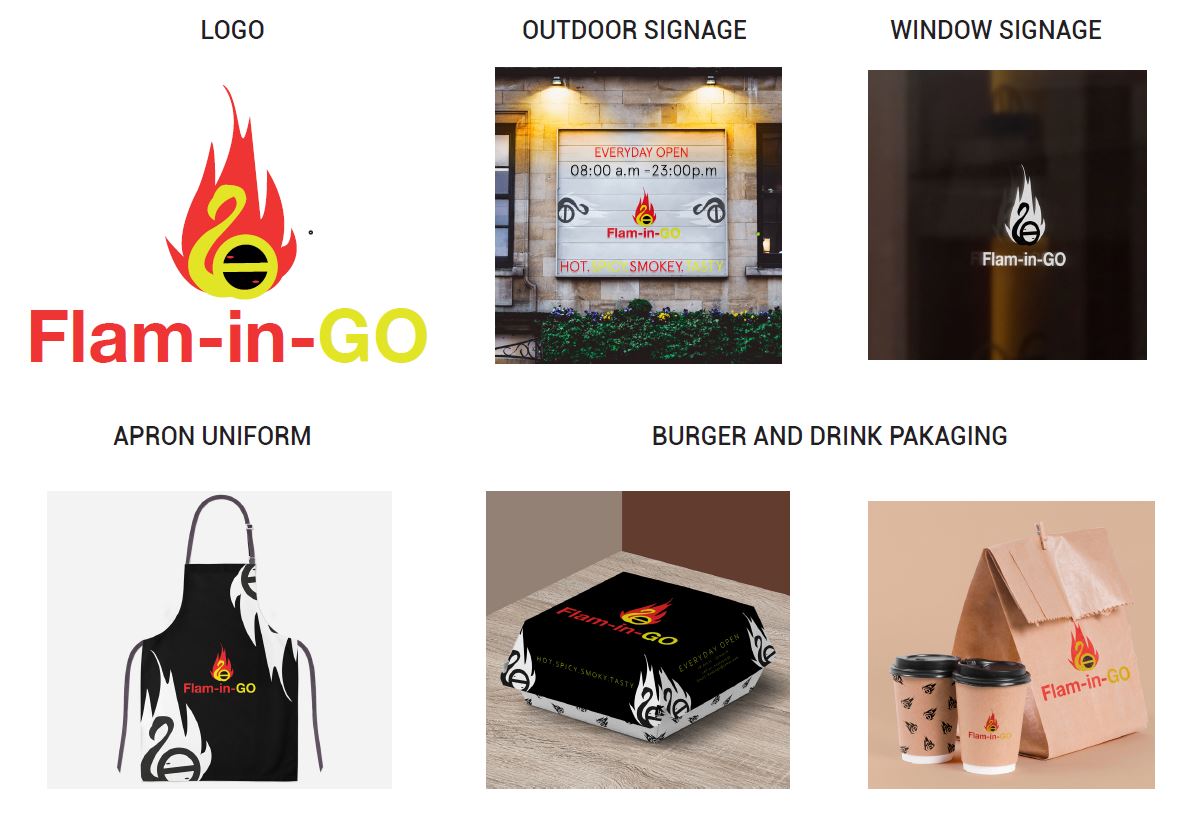 LOGO
OUTDOOR SIGNAGE
WINDOW SIGNAGE
EVERYDAY OPEN
08:00 a.m -23:00p.m
Flam-in-GO
HOT.SPICY.SMOKEY.TASTY
Flam-in-GO
Flam-in-GO
APRON UNIFORM
BURGER AND DRINK PAKAGING
Flam-in-GO
Flam-in-GO
HOT.SPICY.SMOKY.TASTY
EVERYDAY OPEN
Flam-in-GO
Flam-in-GO